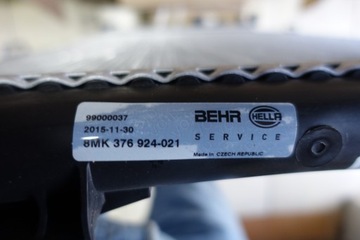 99000037
2015-11-30
8MK 376 924-021
BEHR HELLA
SERVICE
Made in CZECH REPUBLIC